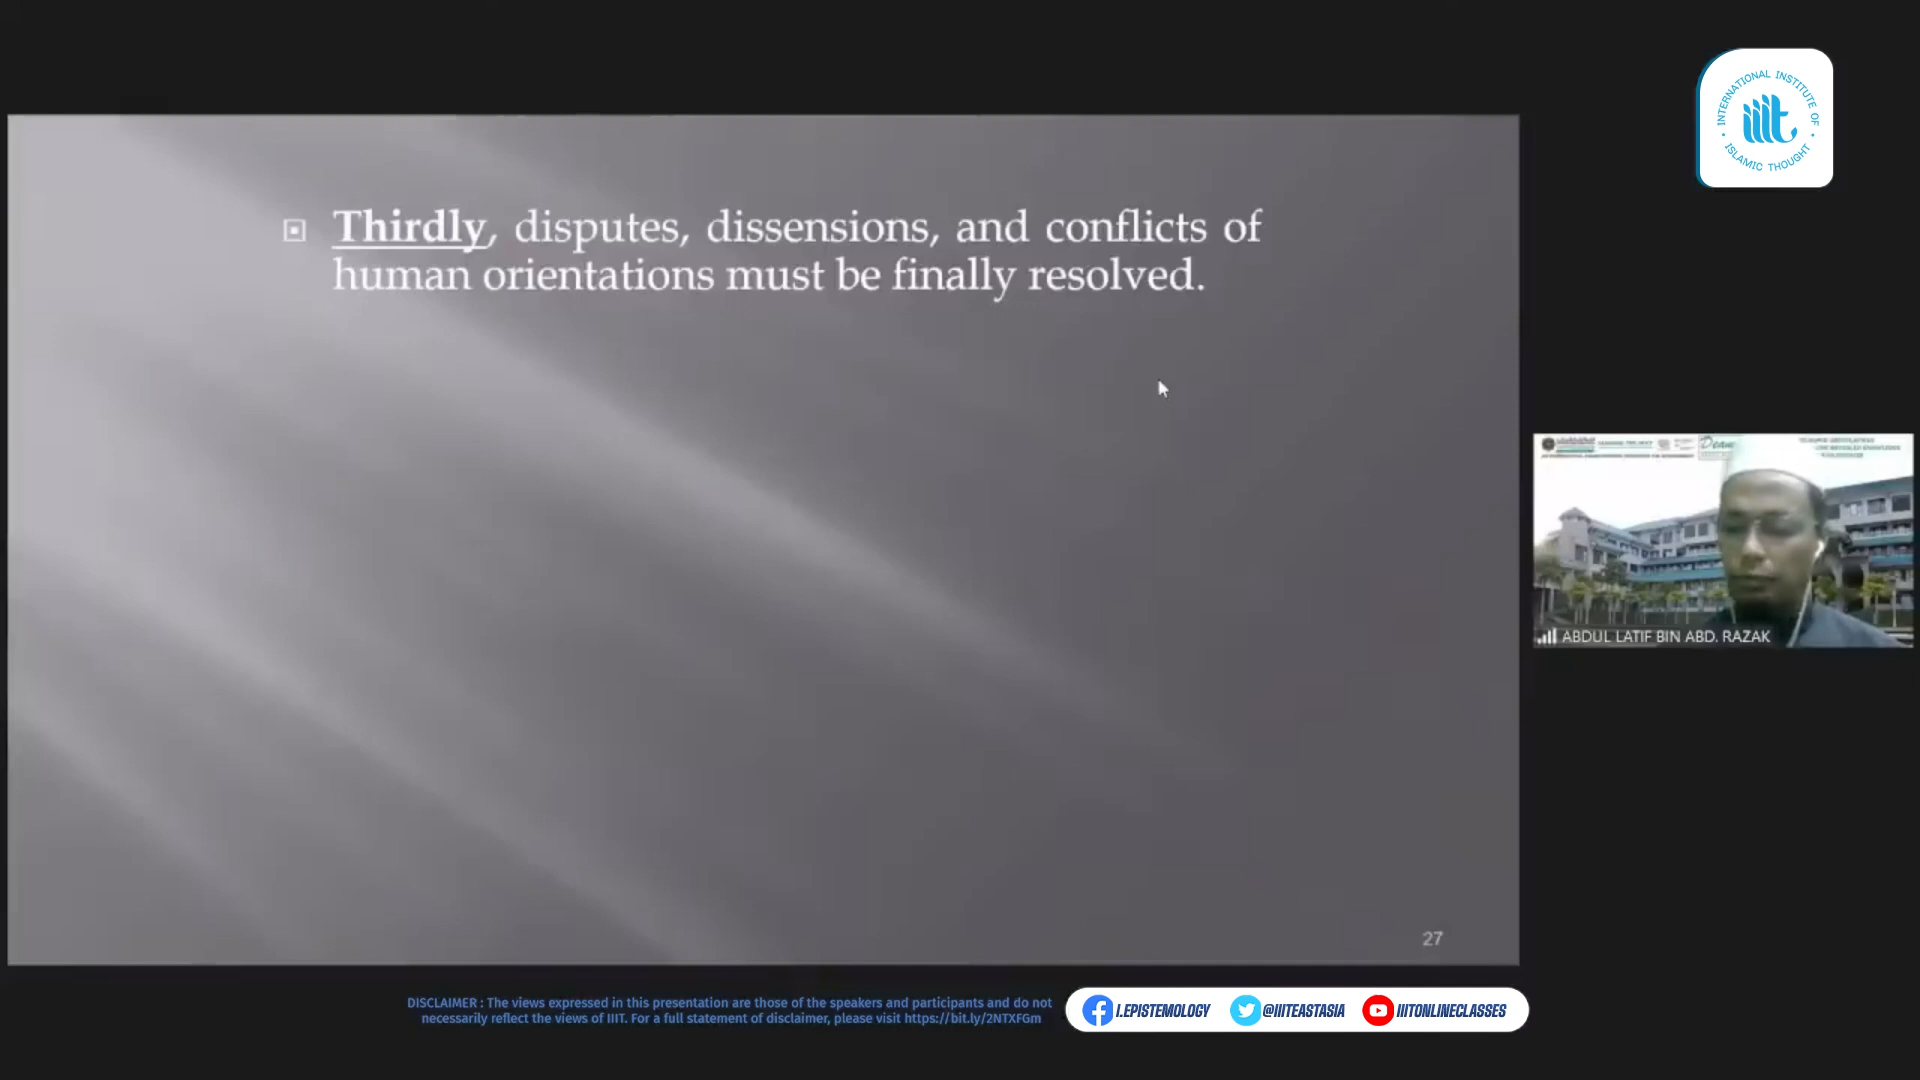 INTERNATIONAL INSTITUTE OF
iiit
ISLAMIC THOUGHT
Thirdly, disputes, dissensions, and conflicts of
human orientations must be finally resolved.
ABDUL LATIF BIN ABD. RAZAK
27
DISCLAIMER : The views expressed in this presentation are those of the speakers and participants and do not
necessarily reflect the views of IIIT. For a full statement of disclaimer, please visit https://bit.ly/2NTXFGm
I.EPISTEMOLOGY
@IIITEASTASIA
IIITONLINECLASSES